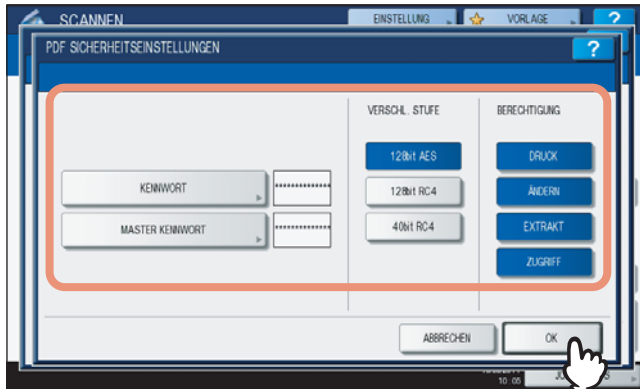 SCANNEN
EINSTELLUNG
VORLAGE
?
PDF SICHERHEITSEINSTELLUNGEN
?
VERSCHL. STUFE
BERECHTIGUNG
128bit AES
DRUCK
KENNWORT
**************
128bit RC4
ÄNDERN
MASTER KENNWORT
**************
40bit RC4
EXTRAKT
ZUGRIFF
ABBRECHEN
OK
10:05